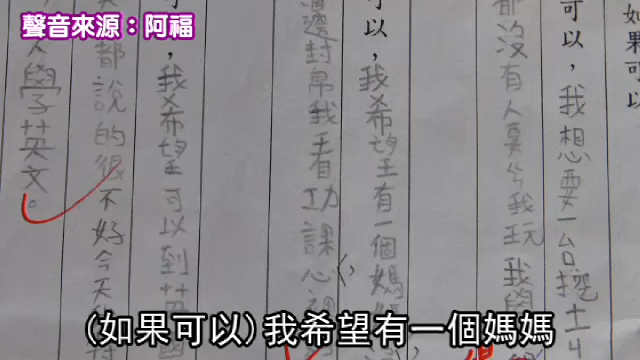 聲音來源：阿福
如果可以
可以，我想要一台挖土
都沒有人要分我玩
可以，我希望有一個媽
邊封帛我看功課心
，我希望可以到
都說的很不好今天
人學英文。
(如果可以)我希望有一個媽媽